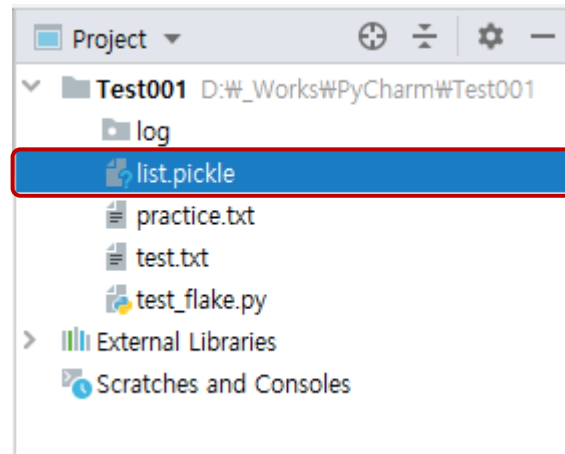 Project
Test001 D:₩_Works₩PyCharm₩Test001
log
list.pickle
practice.txt
test.txt
test_flake.py
External Libraries
Scratches and Consoles